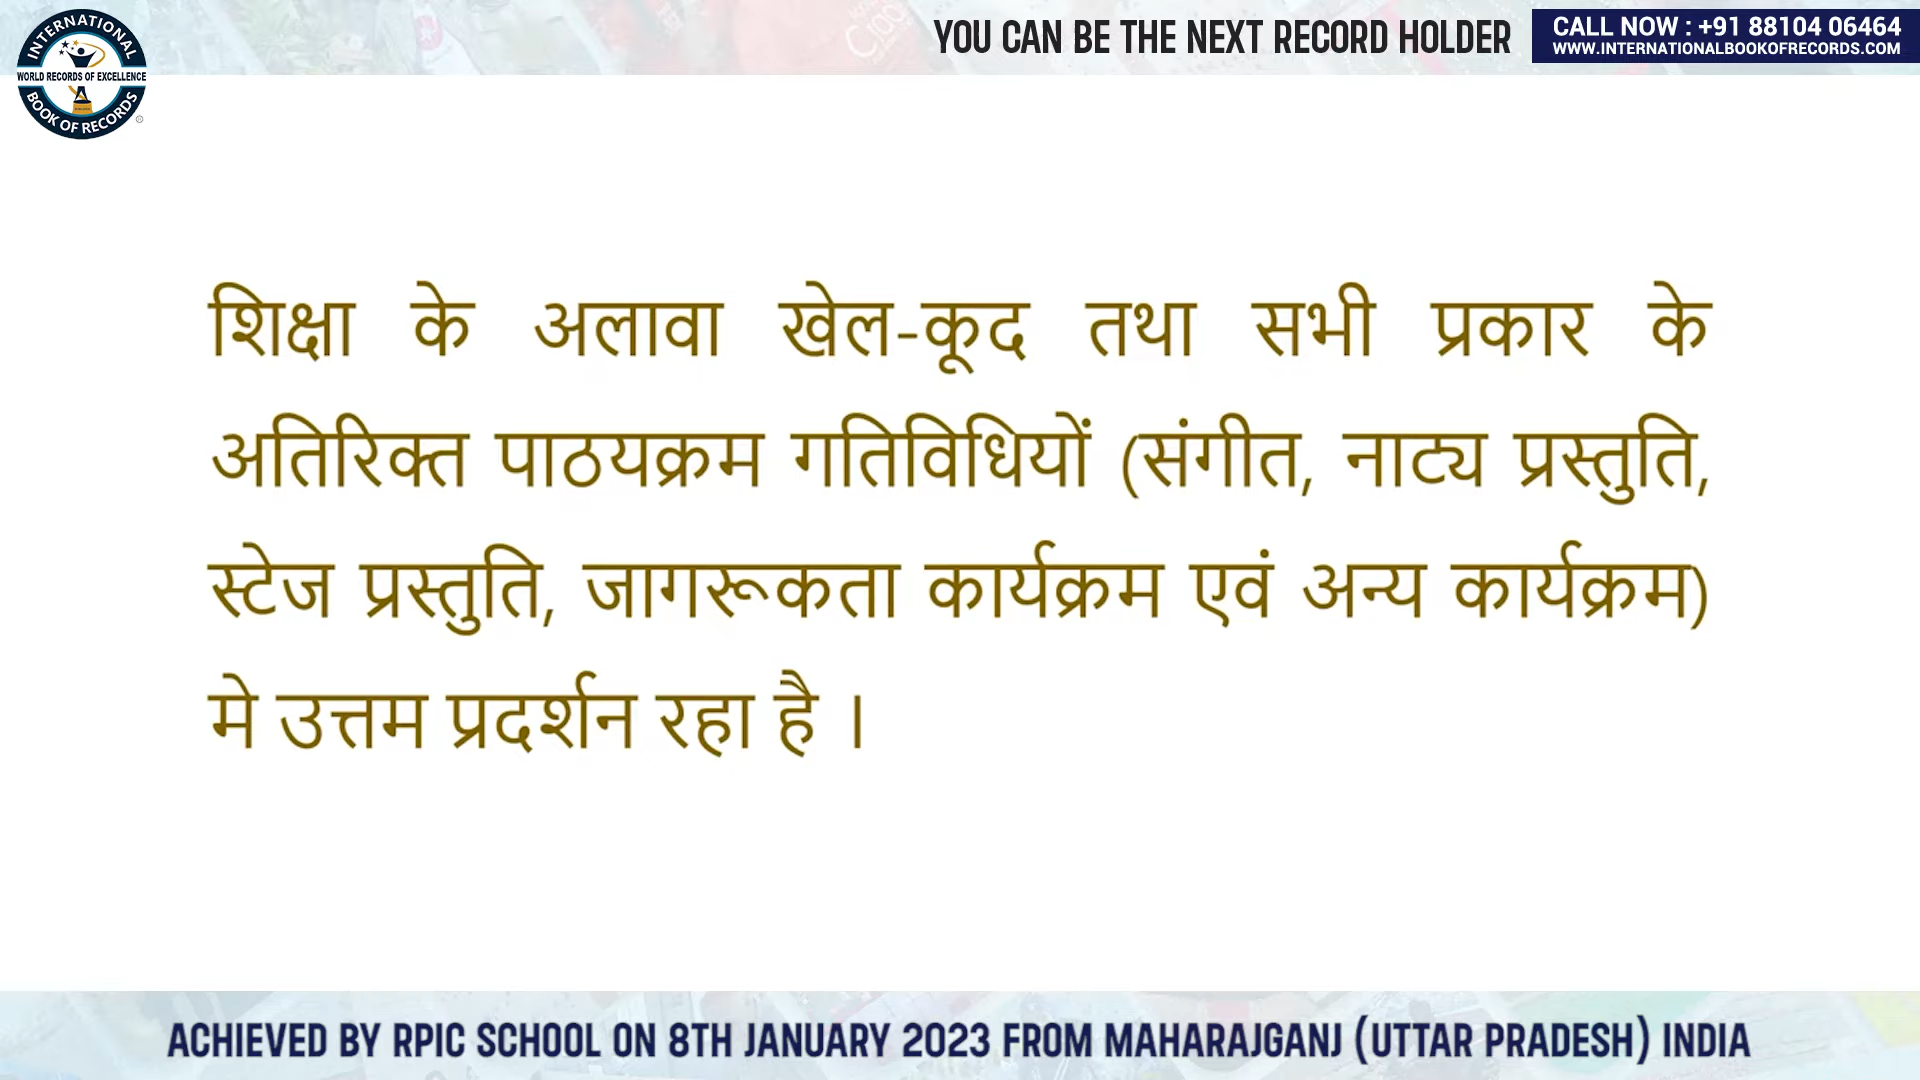 INTERNATIONAL
WORLD RECORDS OF EXCELLENCE
BOOK OF RECORDS
YOU CAN BE THE NEXT RECORD HOLDER
CALL NOW : +91 88104 06464
WWW.INTERNATIONALBOOKOFRECORDS.COM
शिक्षा के अलावा खेल-कूद तथा सभी प्रकार के
अतिरिक्त पाठयक्रम गतिविधियों (संगीत, नाट्य प्रस्तुति,
स्टेज प्रस्तुति, जागरूकता कार्यक्रम एवं अन्य कार्यक्रम)
मे उत्तम प्रदर्शन रहा है ।
ACHIEVED BY RPIC SCHOOL ON 8TH JANUARY 2023 FROM MAHARAJGANJ (UTTAR PRADESH) INDIA